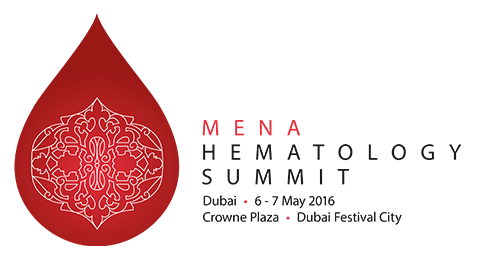 MENA
HEMATOLOGY
SUMMIT
Dubai • 6 - 7 May 2016
Crowne Plaza • Dubai Festival City